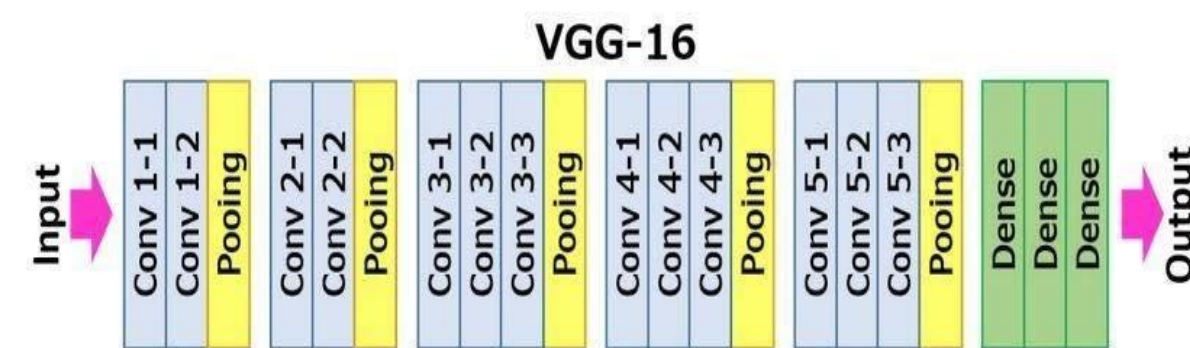 VGG-16
Input
Conv 1-1
Conv 1-2
Pooing
Conv 2-1
Conv 2-2
Pooing
Conv 3-1
Conv 3-2
Conv 3-3
Pooing
Conv 4-1
Conv 4-2
Conv 4-3
Pooing
Conv 5-1
Conv 5-2
Conv 5-3
Pooing
Dense
Dense
Dense
Output